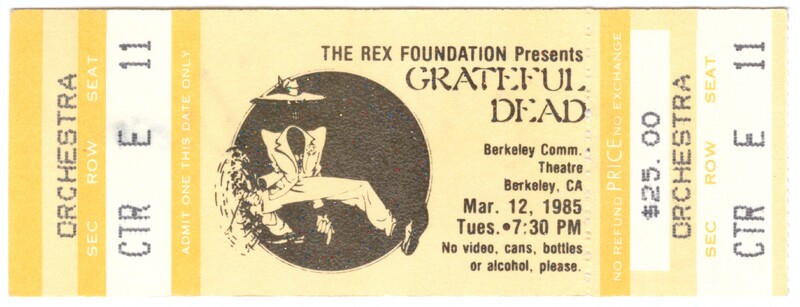 ORCHESTRA
SEC ROW SEAT
CTR E 11
ADMIT ONE THIS DATE ONLY
THE REX FOUNDATION Presents
GRATEFUL
DEAD
Berkeley Comm.
Theatre
Berkeley, CA
Mar. 12, 1985
Tues. • 7:30 PM
No video, cans, bottles
or alcohol, please.
NO REFUND PRICE NO EXCHANGE
$25.00
ORCHESTRA
SEC ROW SEAT
CTR E 11